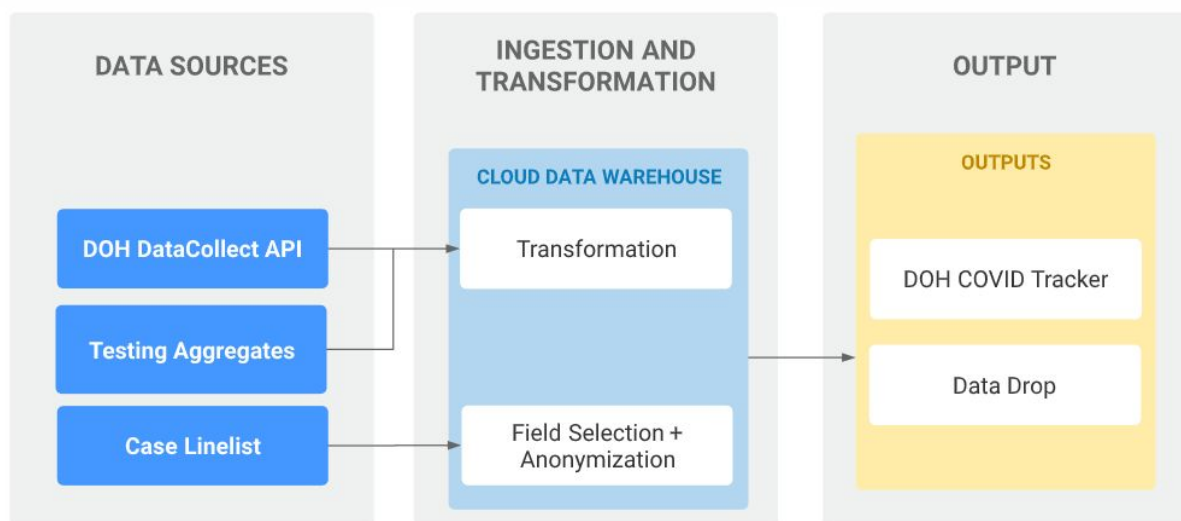 DATA SOURCES
DOH DataCollect API
Testing Aggregates
Case Linelist
INGESTION AND
TRANSFORMATION
CLOUD DATA WAREHOUSE
Transformation
Field Selection +
Anonymization
OUTPUT
OUTPUTS
DOH COVID Tracker
Data Drop